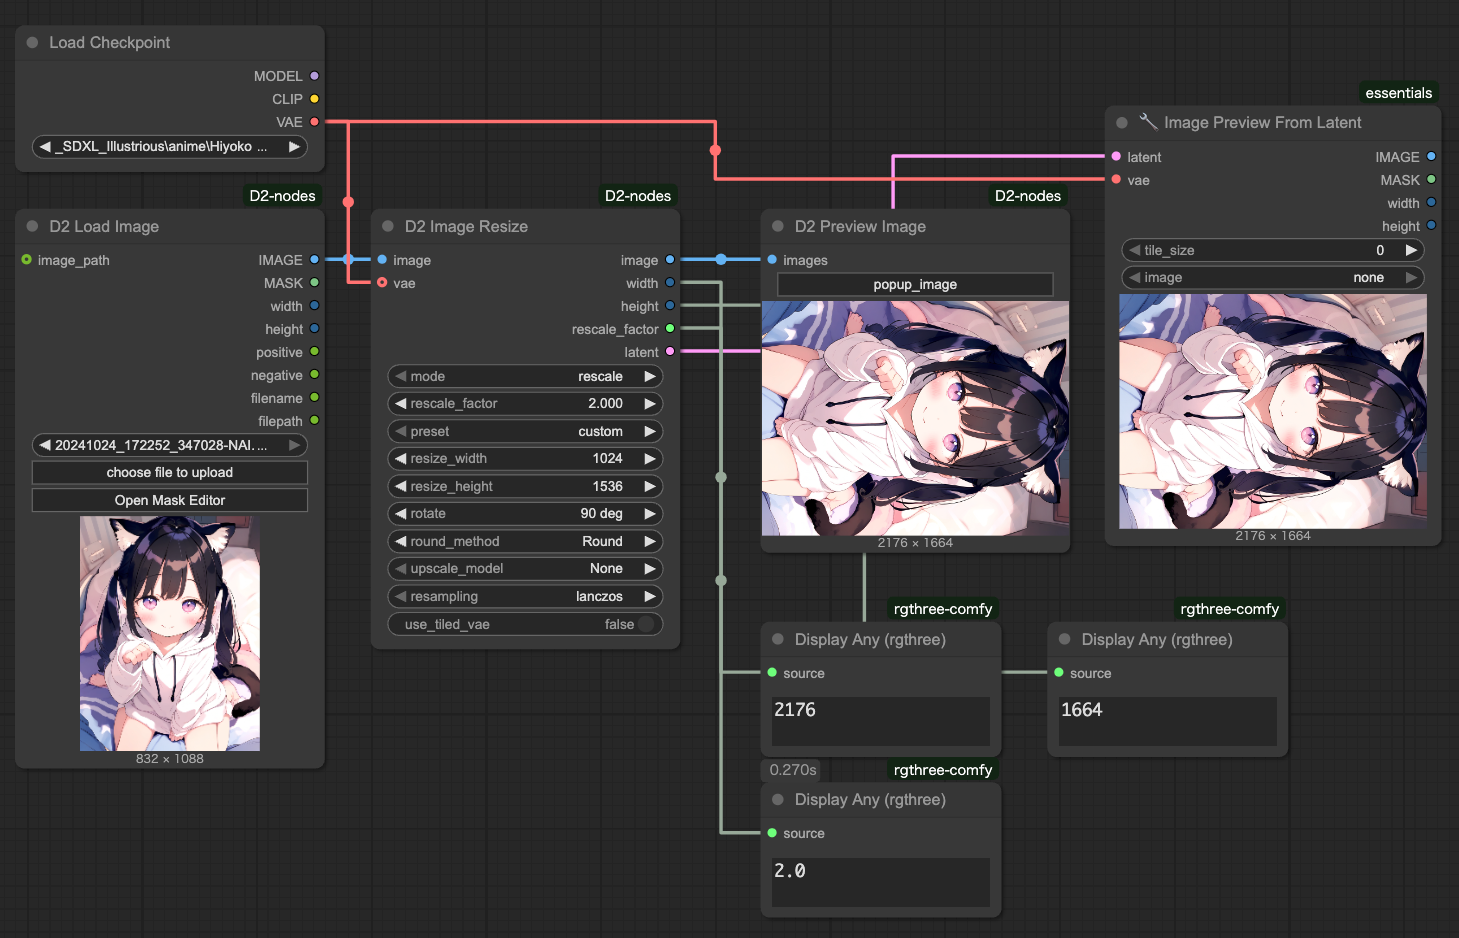 Load Checkpoint
MODEL
CLIP
VAE
_SDXL_Illustrious\anime\Hiyoko ...
D2-nodes
D2 Load Image
image_path
IMAGE
MASK
width
height
positive
negative
filename
filepath
20241024_172252_347028-NAI. ...
choose file to upload
Open Mask Editor
832 × 1088
D2-nodes
D2 Image Resize
image
vae
image
width
height
rescale_factor
latent
mode rescale
rescale_factor 2.000
preset custom
resize_width 1024
resize_height 1536
rotate 90 deg
round_method Round
upscale_model None
resampling lanczos
use_tiled_vae false
D2-nodes
D2 Preview Image
images
popup_image
2176 × 1664
essentials
Image Preview From Latent
latent
vae
IMAGE
MASK
width
height
tile_size 0
image none
2176 × 1664
rgthree-comfy
Display Any (rgthree)
source
2176
rgthree-comfy
Display Any (rgthree)
source
1664
0.270s
rgthree-comfy
Display Any (rgthree)
source
2.0